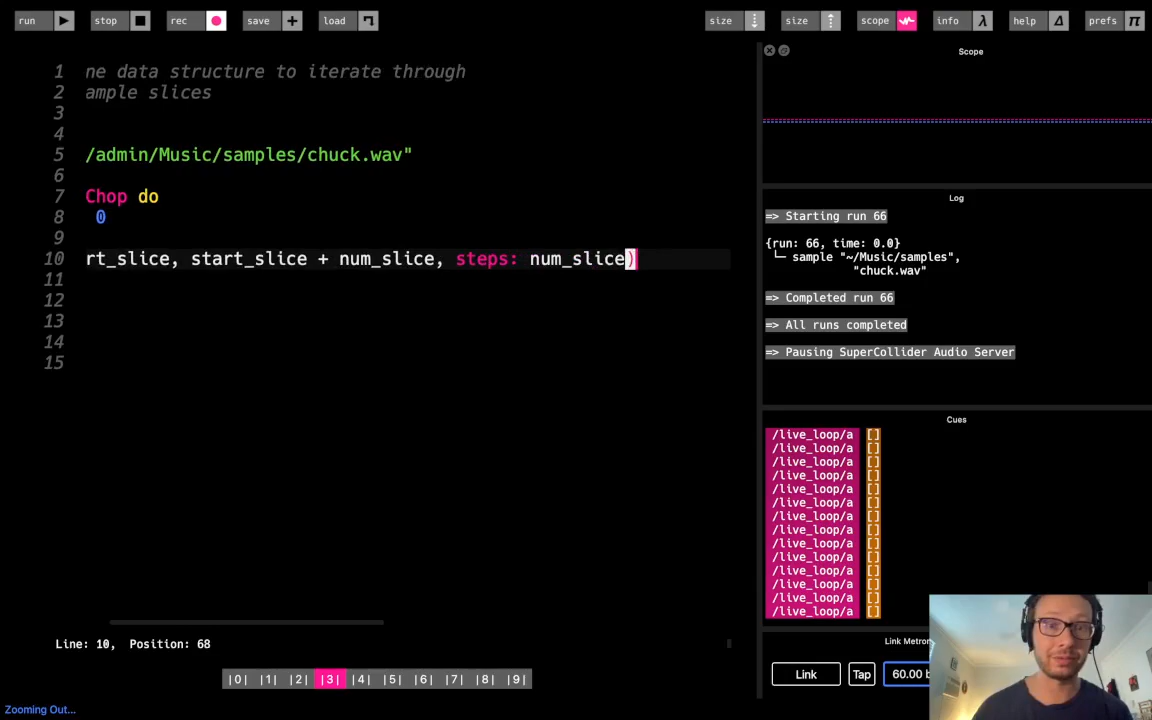 run
stop
rec
save
load
size
size
scope
info λ
help Δ
prefs π
1 ne data structure to iterate through
2 ample slices
3
4
5 /admin/Music/samples/chuck.wav"
6
7 Chop do
8 0
9
10 rt_slice, start_slice + num_slice, steps: num_slice)
11
12
13
14
15
Line: 10, Position: 68
|0| |1| |2| |3| |4| |5| |6| |7| |8| |9|
Zooming Out...
Scope
Log
=> Starting run 66
{run: 66, time: 0.0}
└─ sample "~/Music/samples",
"chuck.wav"
=> Completed run 66
=> All runs completed
=> Pausing SuperCollider Audio Server
Cues
/live_loop/a []
/live_loop/a []
/live_loop/a []
/live_loop/a []
/live_loop/a []
/live_loop/a []
/live_loop/a []
/live_loop/a []
/live_loop/a []
/live_loop/a []
/live_loop/a []
/live_loop/a []
/live_loop/a []
/live_loop/a []
Link Metron
Link Tap 60.00 b